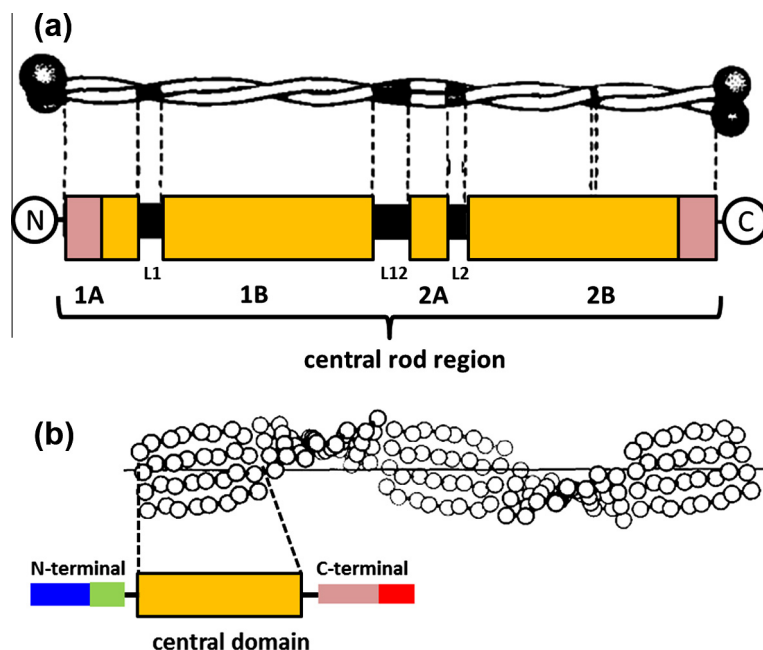 (a)
N
C
L1
L12
L2
1A
1B
2A
2B
central rod region
(b)
N-terminal
C-terminal
central domain